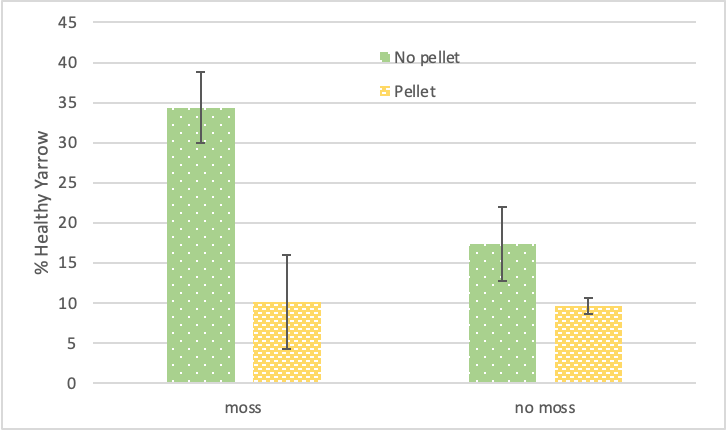 45
40
35
30
25
20
15
10
5
0
% Healthy Yarrow
No pellet
Pellet
moss
no moss